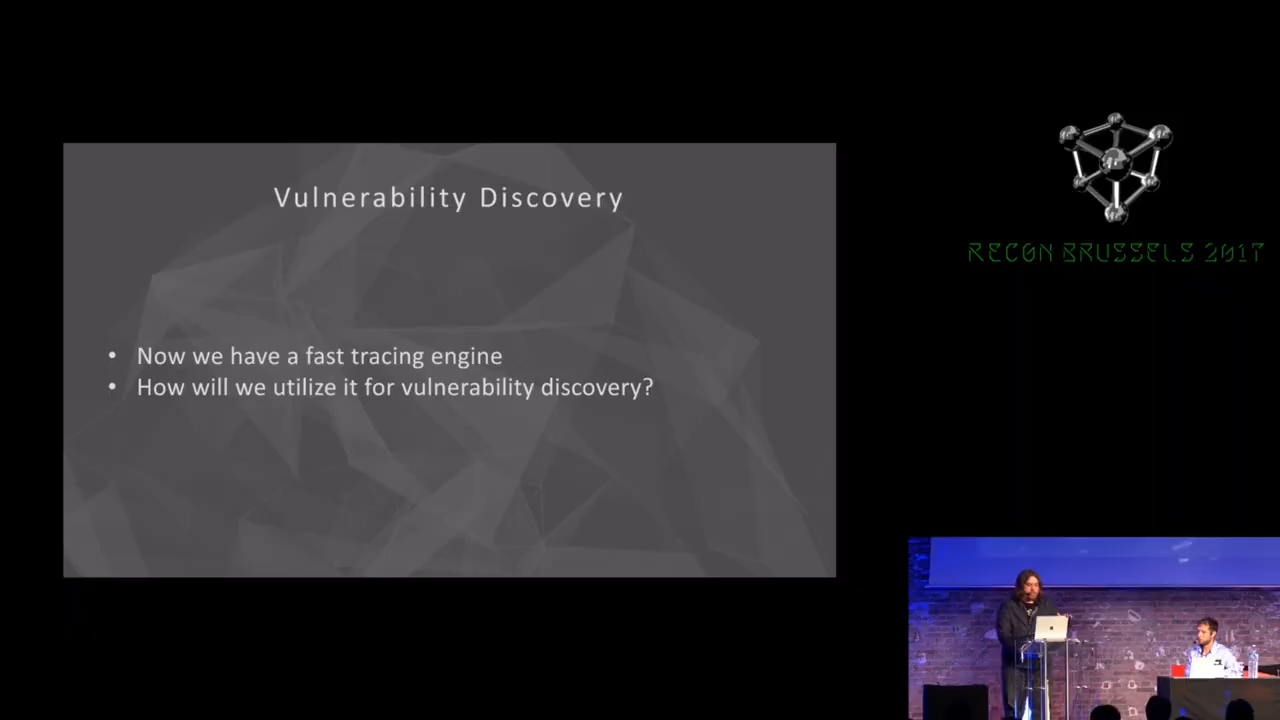 Vulnerability Discovery
• Now we have a fast tracing engine
• How will we utilize it for vulnerability discovery?
RECON BRUSSELS 2017